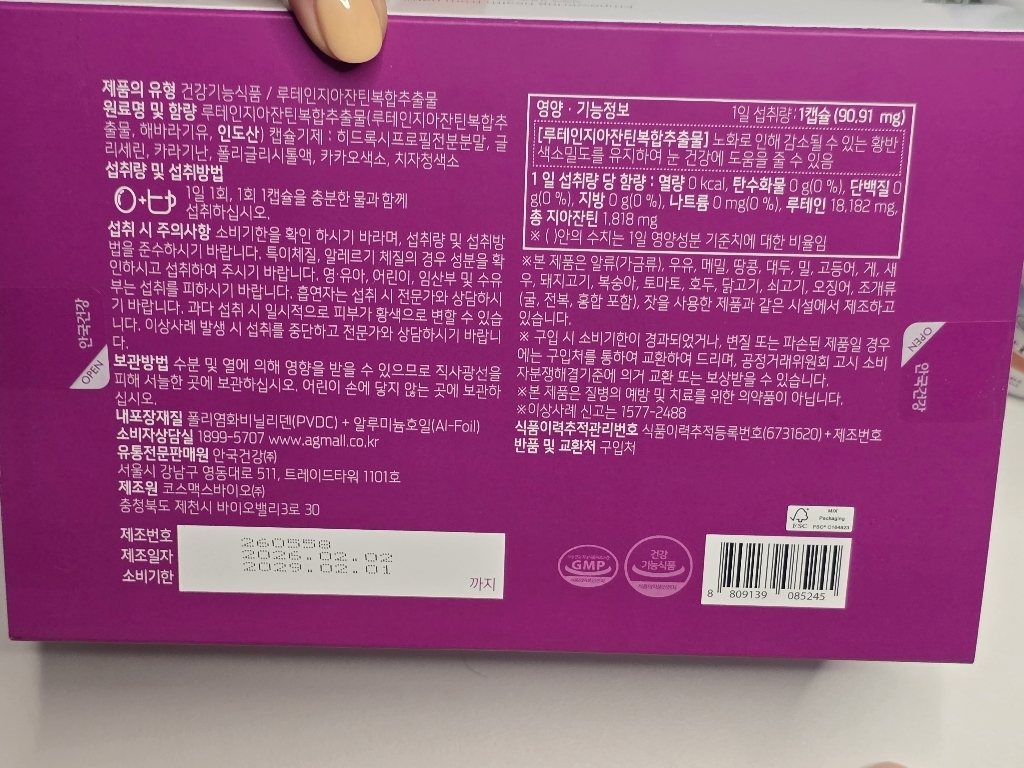 제품의 유형 건강기능식품 / 루테인지아잔틴복합추출물
원료명 및 함량 루테인지아잔틴복합추출물(루테인지아잔틴복합추
출물, 해바라기유, 인도산) 캡슐기제 : 히드록시프로필전분분말, 글
리세린, 카라기난, 폴리글리시톨액, 카카오색소, 치자청색소
섭취량 및 섭취방법
1일 1회, 1회 1캡슐을 충분한 물과 함께
섭취하십시오.
섭취 시 주의사항 소비기한을 확인 하시기 바라며, 섭취량 및 섭취방
법을 준수하시기 바랍니다. 특이체질, 알레르기 체질의 경우 성분을 확
인하시고 섭취하여 주시기 바랍니다. 영·유아, 어린이, 임산부 및 수유
부는 섭취를 피하시기 바랍니다. 흡연자는 섭취 시 전문가와 상담하시
기 바랍니다. 과다 섭취 시 일시적으로 피부가 황색으로 변할 수 있습
니다. 이상사례 발생 시 섭취를 중단하고 전문가와 상담하시기 바랍니
다.
보관방법 수분 및 열에 의해 영향을 받을 수 있으므로 직사광선을
피해 서늘한 곳에 보관하십시오. 어린이 손에 닿지 않는 곳에 보관하
십시오.
내포장재질 폴리염화비닐리덴(PVDC) + 알루미늄호일(Al-Foil)
소비자상담실 1899-5707 www.agmall.co.kr
유통전문판매원 안국건강㈜
서울시 강남구 영동대로 511, 트레이드타워 1101호
제조원 코스맥스바이오㈜
충청북도 제천시 바이오밸리3로 30
제조번호 260558
제조일자 2026.02.02
소비기한 2029.02.01 까지
영양 · 기능정보 1일 섭취량 : 1캡슐 (90.91 mg)
[루테인지아잔틴복합추출물] 노화로 인해 감소될 수 있는 황반
색소밀도를 유지하여 눈 건강에 도움을 줄 수 있음
1 일 섭취량 당 함량 : 열량 0 kcal, 탄수화물 0 g(0 %), 단백질 0
g(0 %), 지방 0 g(0 %), 나트륨 0 mg(0 %), 루테인 18.182 mg,
총 지아잔틴 1.818 mg
※ ( )안의 수치는 1일 영양성분 기준치에 대한 비율임
※본 제품은 알류(가금류), 우유, 메밀, 땅콩, 대두, 밀, 고등어, 게, 새
우, 돼지고기, 복숭아, 토마토, 호두, 닭고기, 쇠고기, 오징어, 조개류
(굴, 전복, 홍합 포함), 잣을 사용한 제품과 같은 시설에서 제조하고
있습니다.
※ 구입 시 소비기한이 경과되었거나, 변질 또는 파손된 제품일 경우
에는 구입처를 통하여 교환하여 드리며, 공정거래위원회 고시 소비
자분쟁해결기준에 의거 교환 또는 보상받을 수 있습니다.
※본 제품은 질병의 예방 및 치료를 위한 의약품이 아닙니다.
※이상사례 신고는 1577-2488
식품이력추적관리번호 식품이력추적등록번호(6731620)+제조번호
반품 및 교환처 구입처
안국건강
OPEN
OPEN
안국건강
FSC
MIX
Packaging
FSC® C164823
GMP
건강
기능식품
8 809139 085245